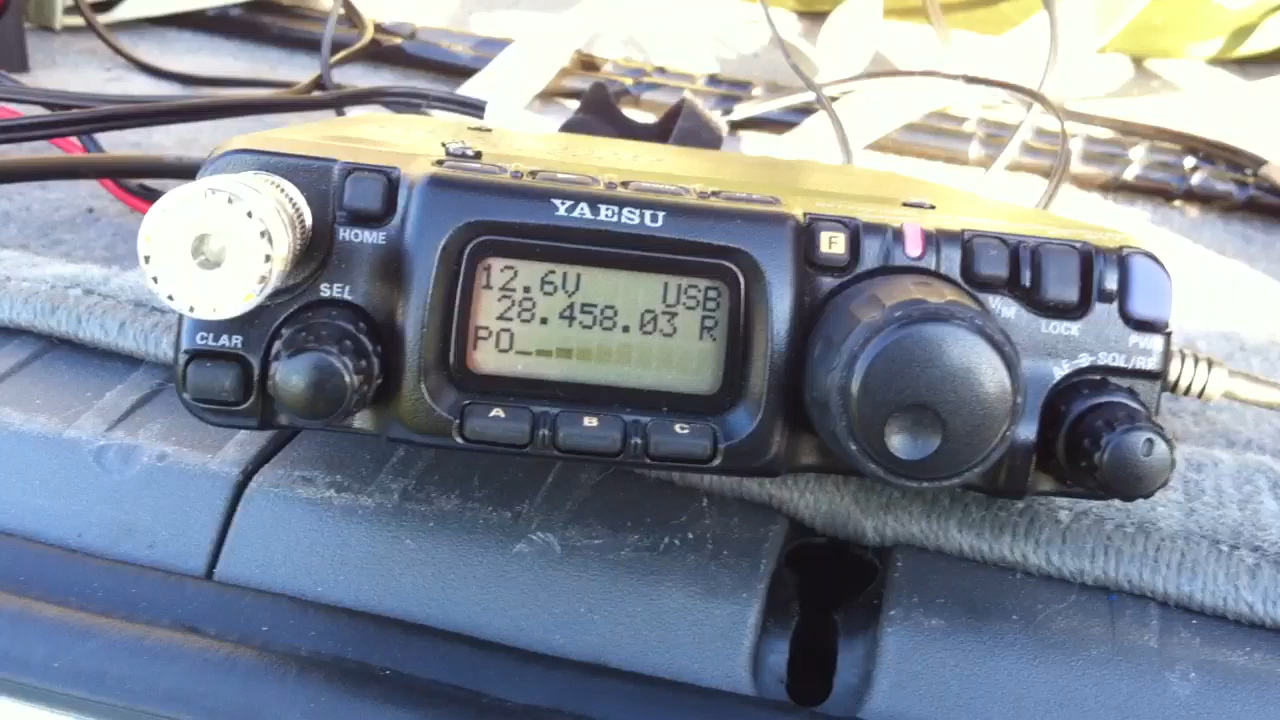 YAESU
HOME
SEL
CLAR
12.6V USB
28.458.03 R
PO
A B C
F
V/M
LOCK
PWR
AF SQL/RF